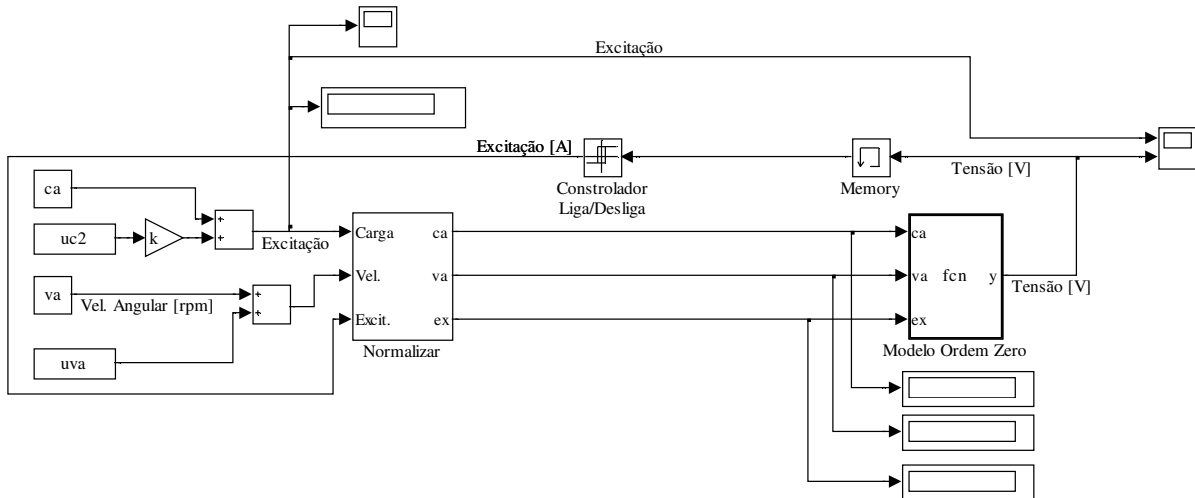 Excitação
Excitação [A]
Tensão [V]
Constrolador
Liga/Desliga
Memory
ca
+
+
uc2
k
Excitação
Carga
ca
ca
va
Vel. Angular [rpm]
+
+
Vel.
va
va
fcn
y
Tensão [V]
Excit.
ex
ex
Normalizar
Modelo Ordem Zero
uva